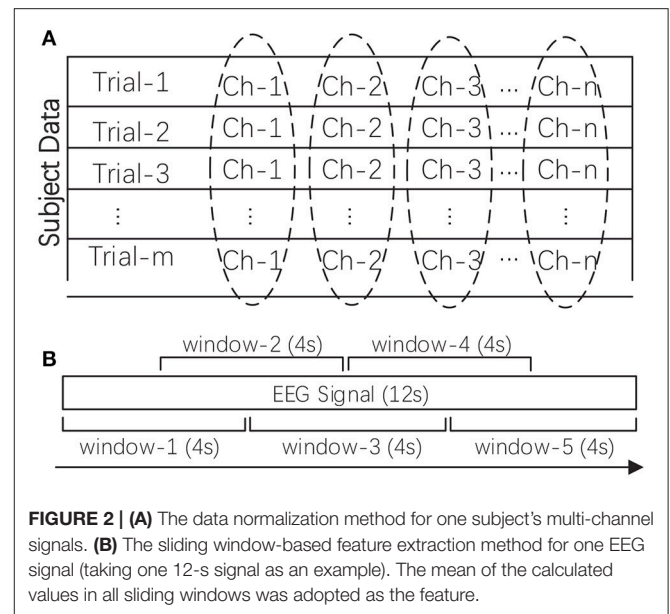 A
Subject Data
Trial-1 Ch-1 Ch-2 Ch-3 ... Ch-n
Trial-2 Ch-1 Ch-2 Ch-3 ... Ch-n
Trial-3 Ch-1 Ch-2 Ch-3 ... Ch-n
⋮ ⋮ ⋮ ⋮ ⋮
Trial-m Ch-1 Ch-2 Ch-3 ... Ch-n
B
window-2 (4s) window-4 (4s)
EEG Signal (12s)
window-1 (4s) window-3 (4s) window-5 (4s)
FIGURE 2 | (A) The data normalization method for one subject's multi-channel
signals. (B) The sliding window-based feature extraction method for one EEG
signal (taking one 12-s signal as an example). The mean of the calculated
values in all sliding windows was adopted as the feature.